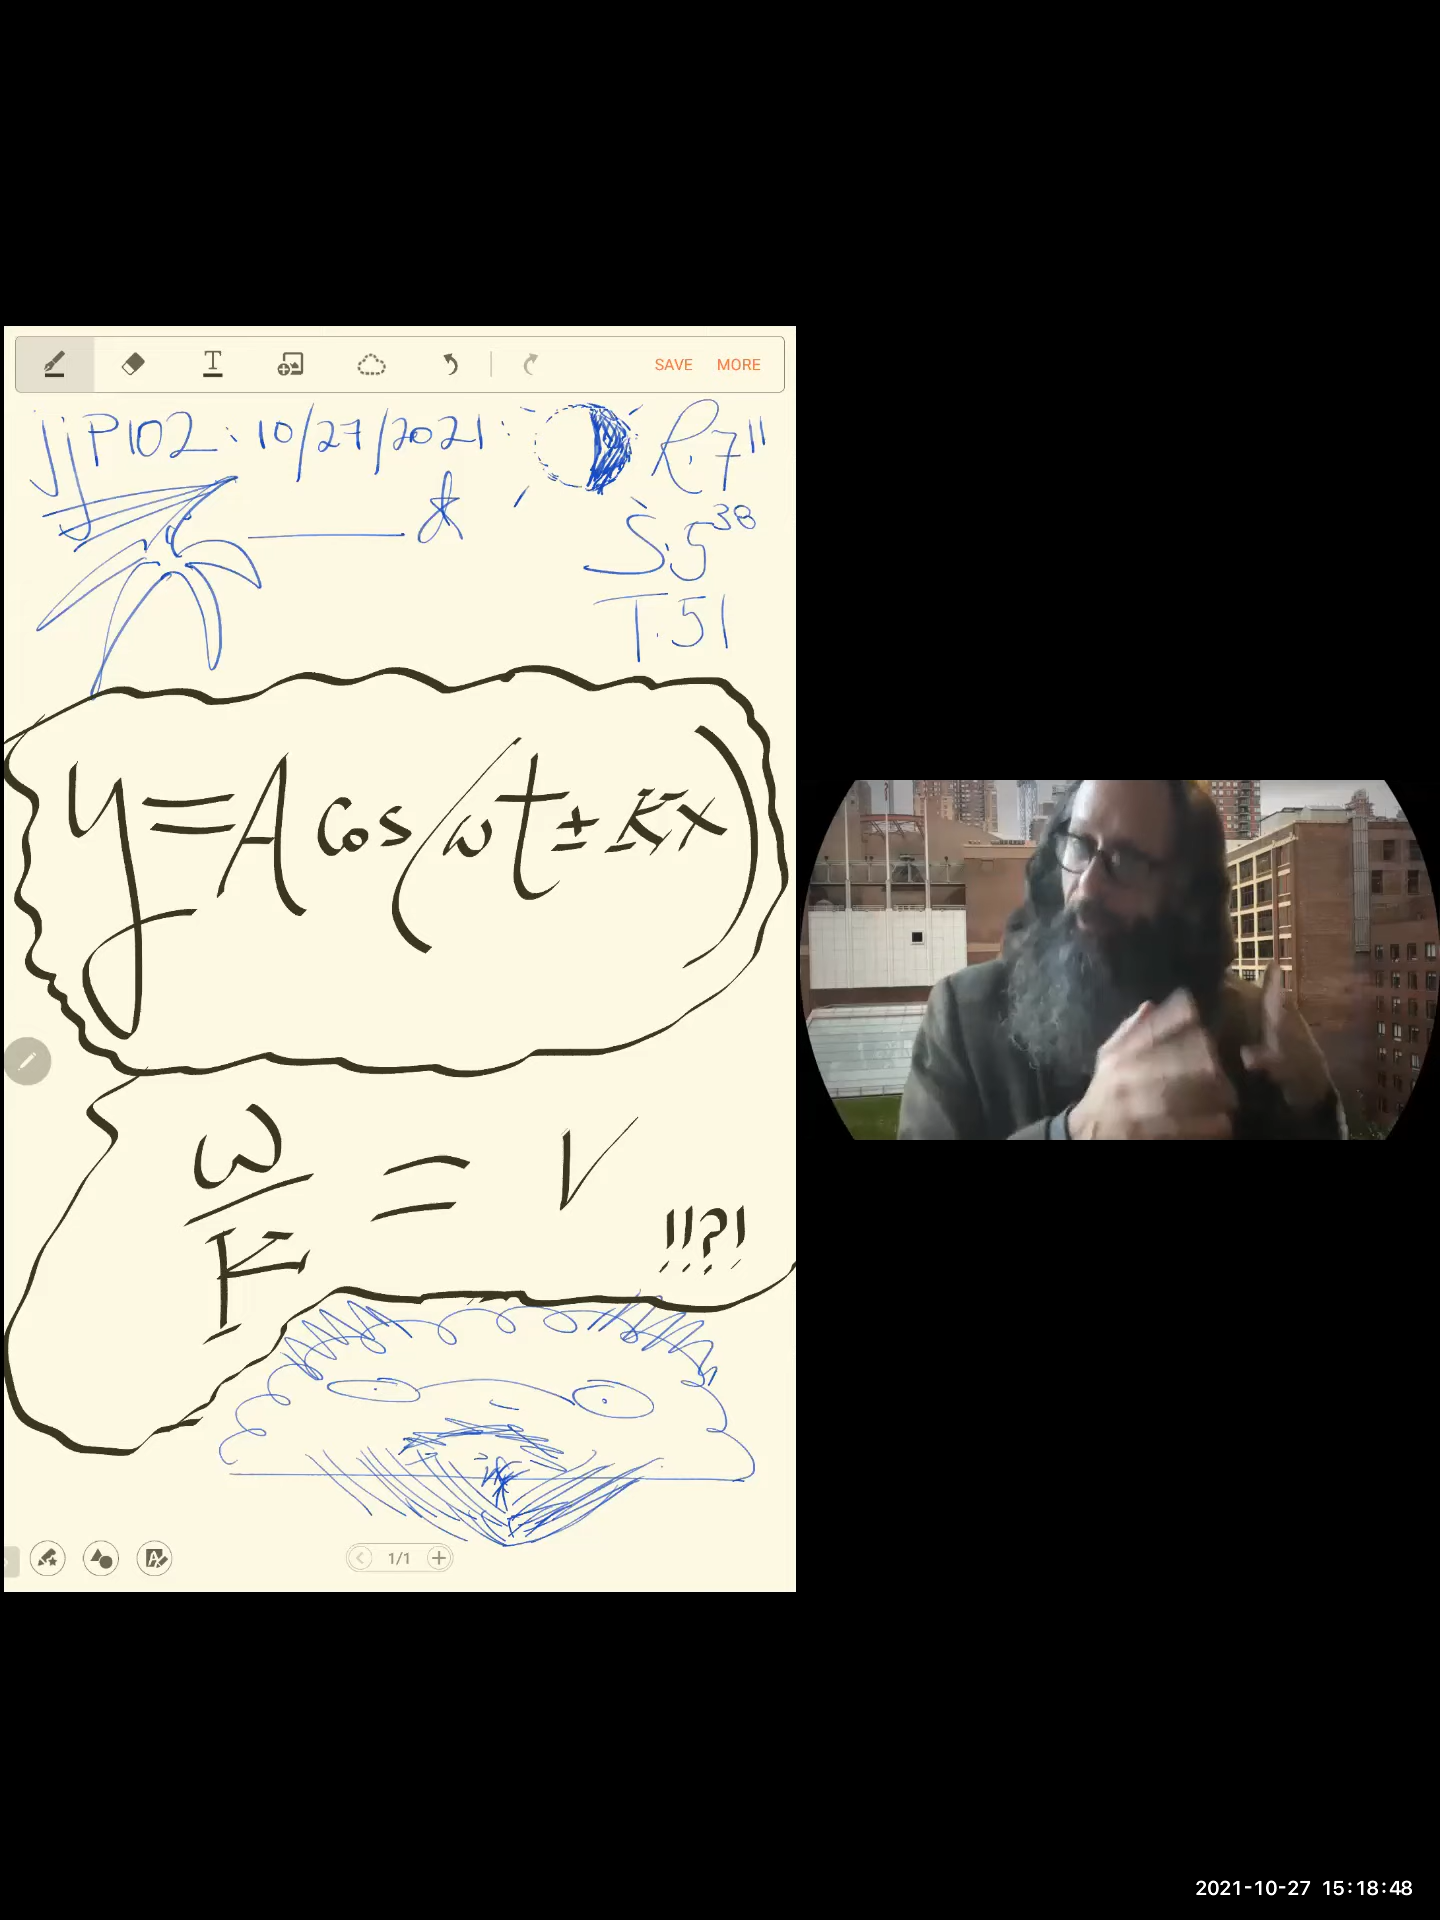 T SAVE MORE
jjP102: 10/27/2021: R.7¹¹
&
S.5³⁸
T.51
y=A cos(ωt±kx)
ω/k = v
!!?!
A 1/1 +
2021-10-27 15:18:48